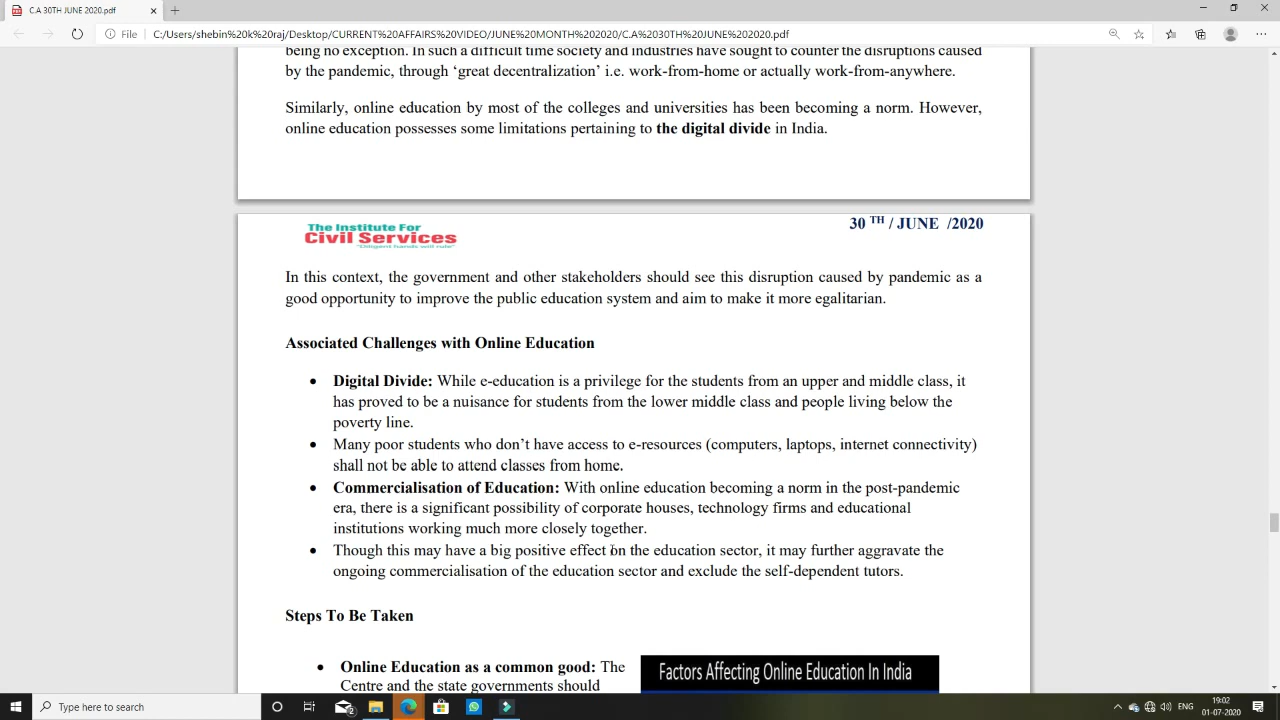 C.A 30TH JUNE 2020.pdf
File
C:/Users/shebin%20k%20raj/Desktop/CURRENT%20AFFAIRS%20VIDEO/JUNE%20MONTH%202020/C.A%2030TH%20JUNE%202020.pdf
being no exception. In such a difficult time society and industries have sought to counter the disruptions caused
by the pandemic, through ‘great decentralization’ i.e. work-from-home or actually work-from-anywhere.
Similarly, online education by most of the colleges and universities has been becoming a norm. However,
online education possesses some limitations pertaining to the digital divide in India.
The Institute For
Civil Services
"Diligent hands will rule"
30 TH / JUNE /2020
In this context, the government and other stakeholders should see this disruption caused by pandemic as a
good opportunity to improve the public education system and aim to make it more egalitarian.
Associated Challenges with Online Education
• Digital Divide: While e-education is a privilege for the students from an upper and middle class, it
has proved to be a nuisance for students from the lower middle class and people living below the
poverty line.
• Many poor students who don’t have access to e-resources (computers, laptops, internet connectivity)
shall not be able to attend classes from home.
• Commercialisation of Education: With online education becoming a norm in the post-pandemic
era, there is a significant possibility of corporate houses, technology firms and educational
institutions working much more closely together.
• Though this may have a big positive effect on the education sector, it may further aggravate the
ongoing commercialisation of the education sector and exclude the self-dependent tutors.
Steps To Be Taken
• Online Education as a common good: The
Centre and the state governments should
Factors Affecting Online Education In India
Type here to search
ENG
19:02
01-07-2020